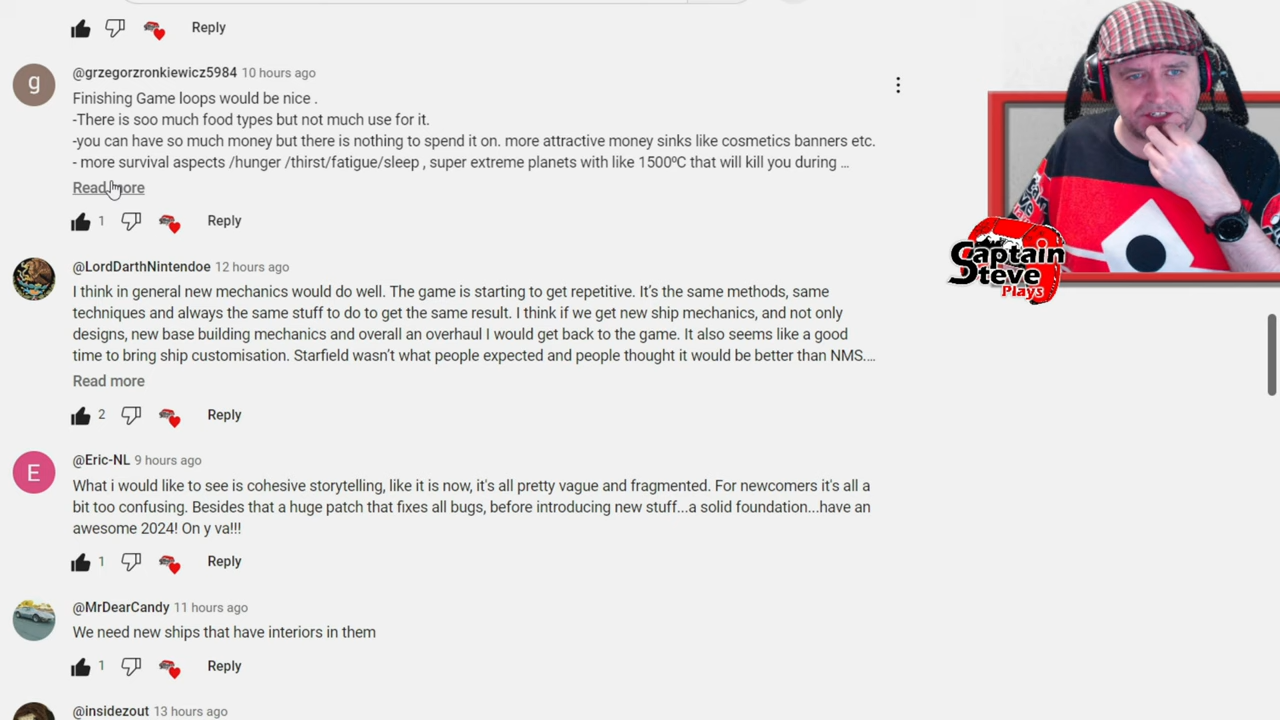 Reply
@grzegorzronkiewicz5984 10 hours ago
g
Finishing Game loops would be nice .
-There is soo much food types but not much use for it.
-you can have so much money but there is nothing to spend it on. more attractive money sinks like cosmetics banners etc.
- more survival aspects /hunger /thirst/fatigue/sleep , super extreme planets with like 1500ºC that will kill you during ...
Read more
1 Reply
@LordDarthNintendoe 12 hours ago
I think in general new mechanics w well. The game is starting to get repetitive. It's the same methods, same
techniques and always the same stuff to do to get the same result. I think if we get new ship mechanics, and not only
designs, new base building mechanics and overall an overhaul I would get back to the game. It also seems like a good
time to bring ship customisation. Starfield wasn't what people expected and people thought it would be better than NMS....
Read more
2 Reply
@Eric-NL 9 hours ago
E
What i would like to see is cohesive storytelling, like it is now, it's all pretty vague and fragmented. For newcomers it's all a
bit too confusing. Besides that a huge patch that fixes all bugs, before introducing new stuff...a solid foundation...have an
awesome 2024! On y va!!!
1 Reply
@MrDearCandy 11 hours ago
We need new ships that have interiors in them
1 Reply
@insidezout 13 hours ago
Captain
Steve
Plays